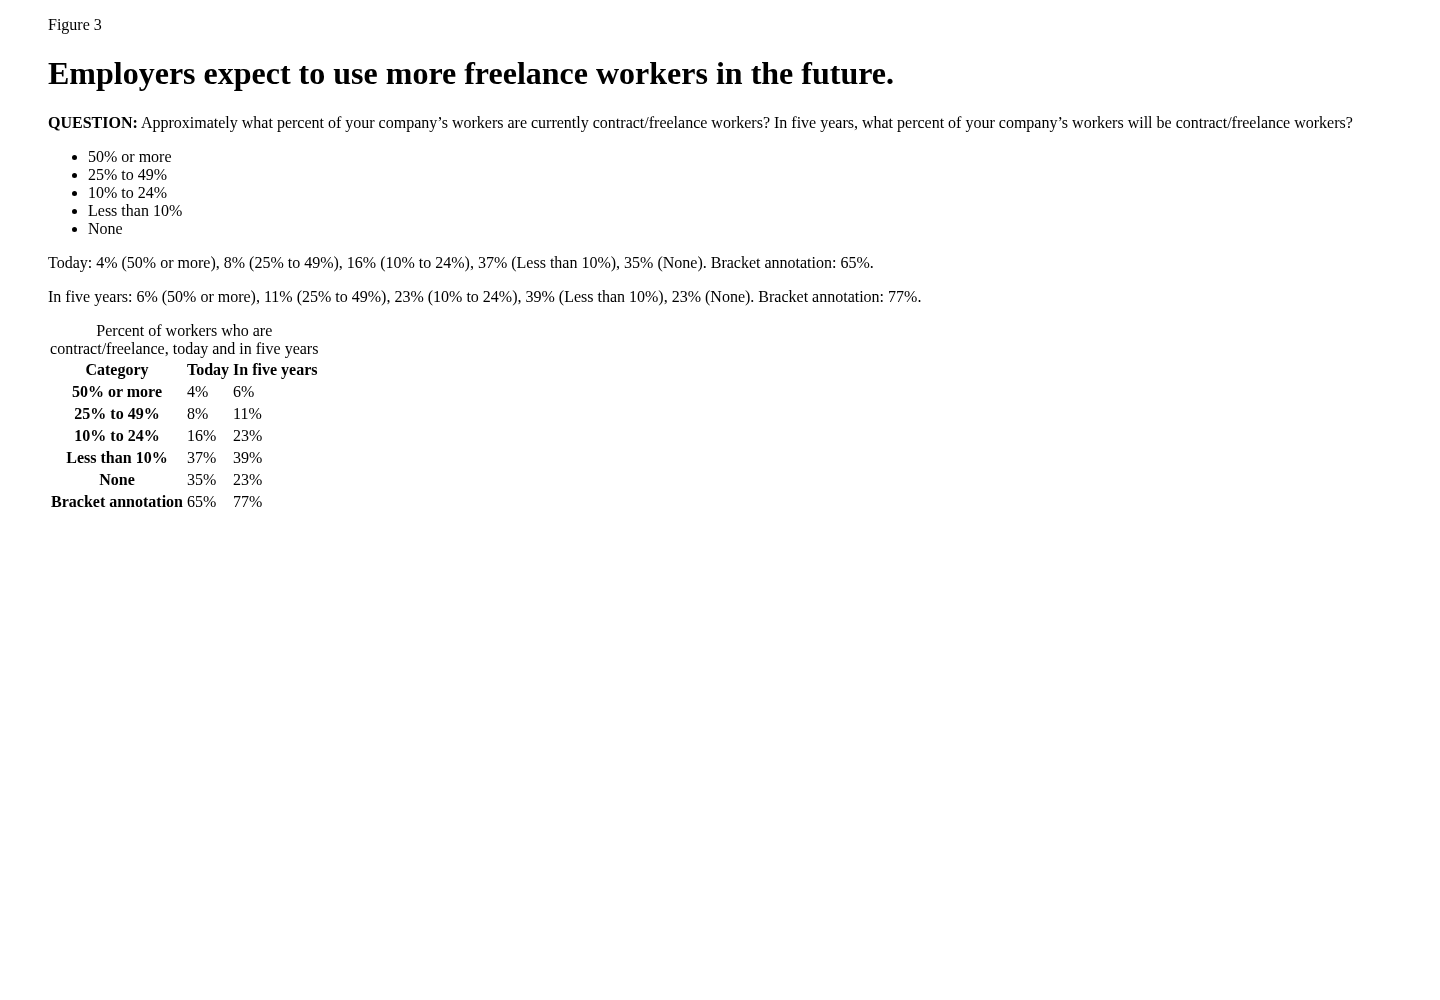 Figure 3
Employers expect to use more freelance workers in the future.
QUESTION: Approximately what percent of your company’s workers are currently contract/freelance workers? In five years, what percent of your company’s workers will be contract/freelance workers?
• 50% or more
• 25% to 49%
• 10% to 24%
• Less than 10%
• None
Today: 4% (50% or more), 8% (25% to 49%), 16% (10% to 24%), 37% (Less than 10%), 35% (None). Bracket annotation: 65%.
In five years: 6% (50% or more), 11% (25% to 49%), 23% (10% to 24%), 39% (Less than 10%), 23% (None). Bracket annotation: 77%.
Percent of workers who are
contract/freelance, today and in five years
Category Today In five years
50% or more 4% 6%
25% to 49% 8% 11%
10% to 24% 16% 23%
Less than 10% 37% 39%
None 35% 23%
Bracket annotation 65% 77%